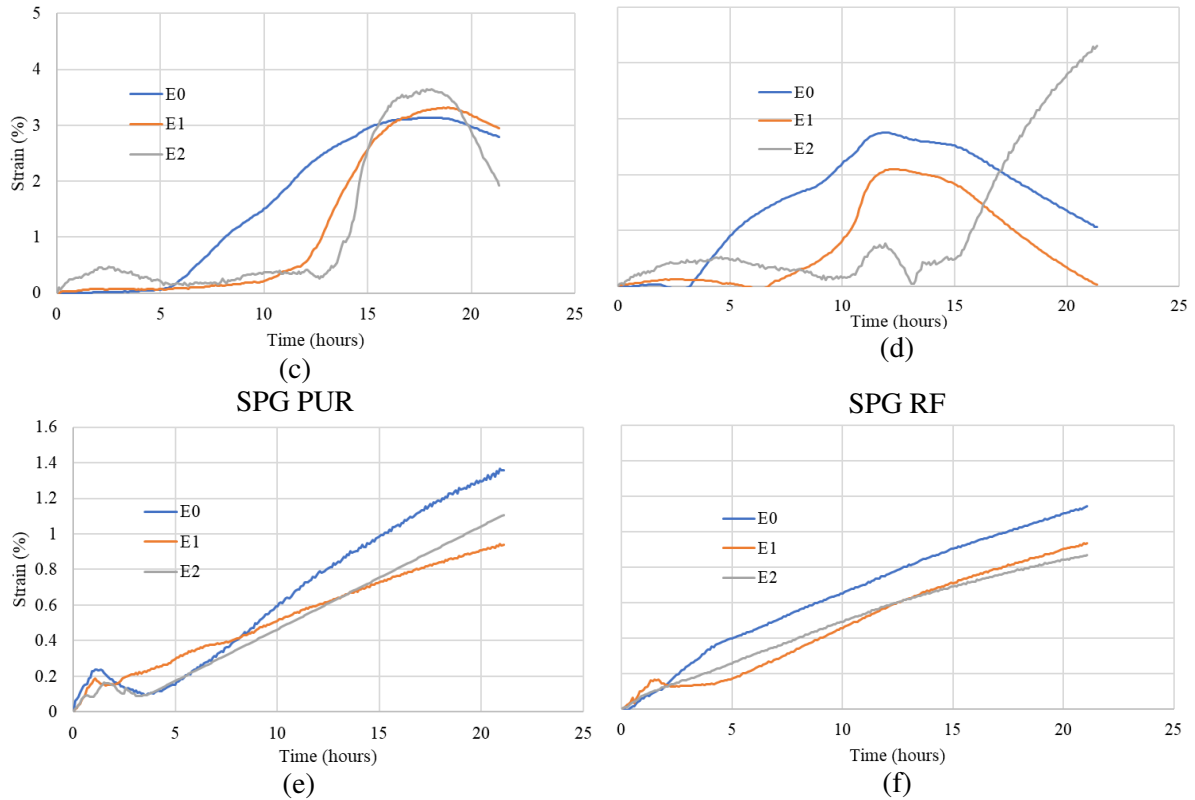 5
4
3
2
1
0
Strain (%)
E0
E1
E2
0 5 10 15 20 25
Time (hours)
(c)
E0
E1
E2
0 5 10 15 20 25
Time (hours)
(d)
SPG PUR
1.6
1.4
1.2
1
0.8
0.6
0.4
0.2
0
Strain (%)
E0
E1
E2
0 5 10 15 20 25
Time (hours)
(e)
SPG RF
E0
E1
E2
0 5 10 15 20 25
Time (hours)
(f)